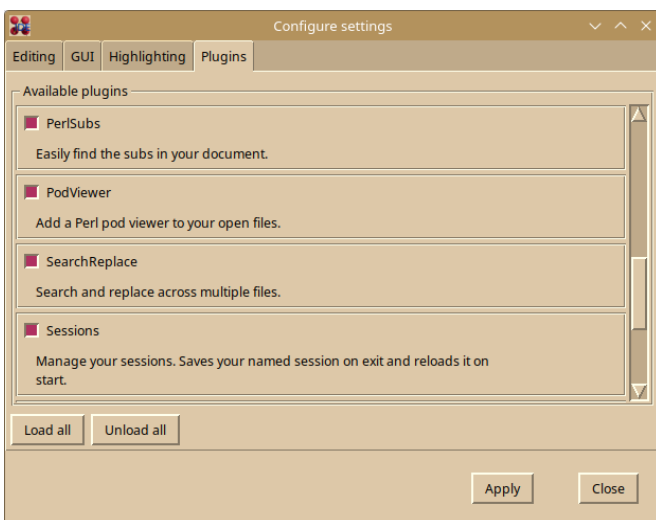 Configure settings
Editing GUI Highlighting Plugins
Available plugins
PerlSubs
Easily find the subs in your document.
PodViewer
Add a Perl pod viewer to your open files.
SearchReplace
Search and replace across multiple files.
Sessions
Manage your sessions. Saves your named session on exit and reloads it on
start.
Load all Unload all
Apply Close